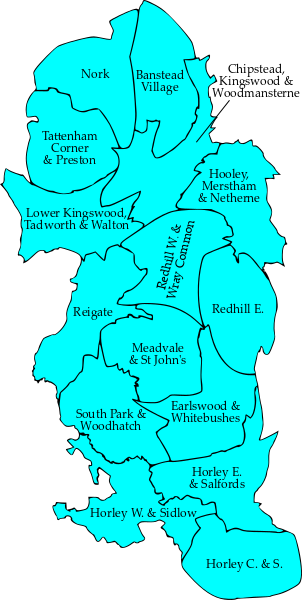 Nork
Banstead
Village
Chipstead,
Kingswood &
Woodmansterne
Tattenham
Corner
& Preston
Hooley,
Merstham
& Netherne
Lower Kingswood,
Tadworth & Walton
Redhill W. &
Wray Common
Reigate
Redhill E.
Meadvale
& St John's
South Park &
Woodhatch
Earlswood &
Whitebushes
Horley E.
& Salfords
Horley W. & Sidlow
Horley C. & S.